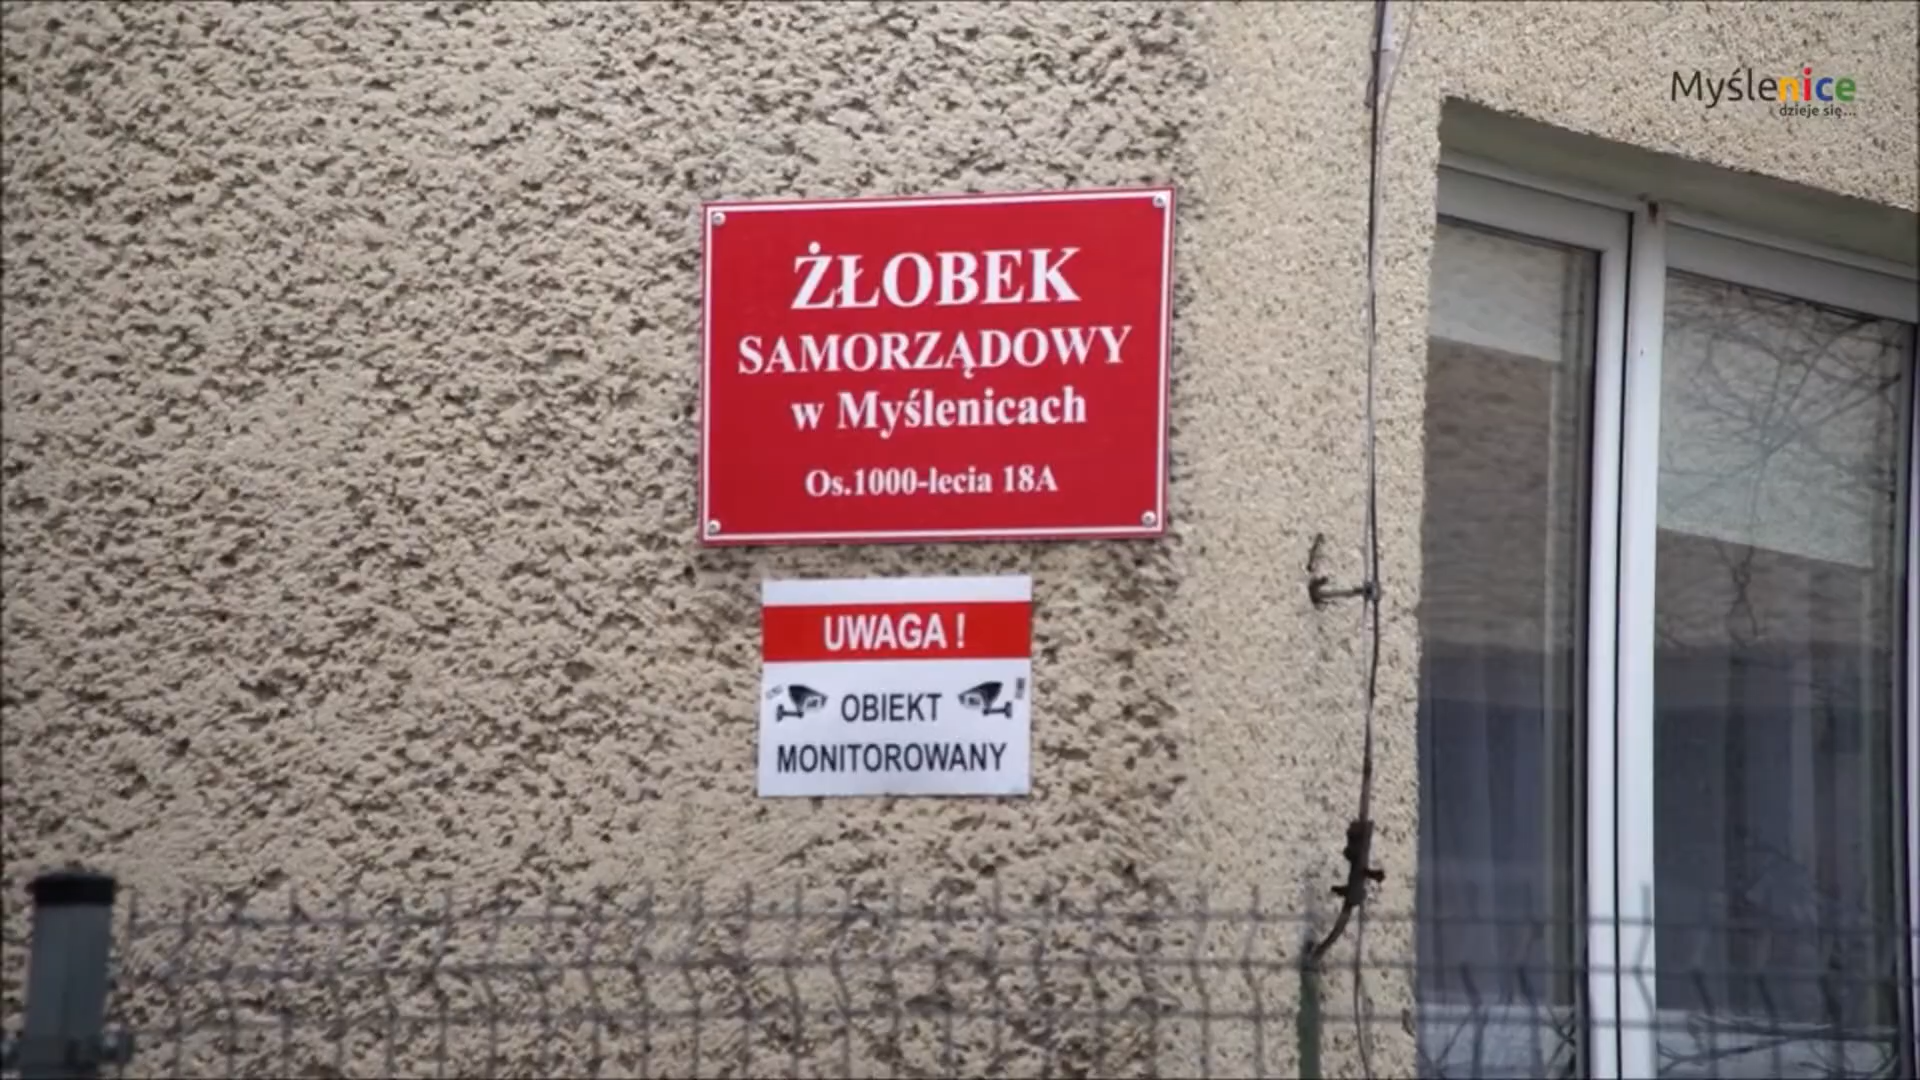 Myślenice
dzieje się...
ŻŁOBEK
SAMORZĄDOWY
w Myślenicach
Os.1000-lecia 18A
UWAGA !
OBIEKT
MONITOROWANY